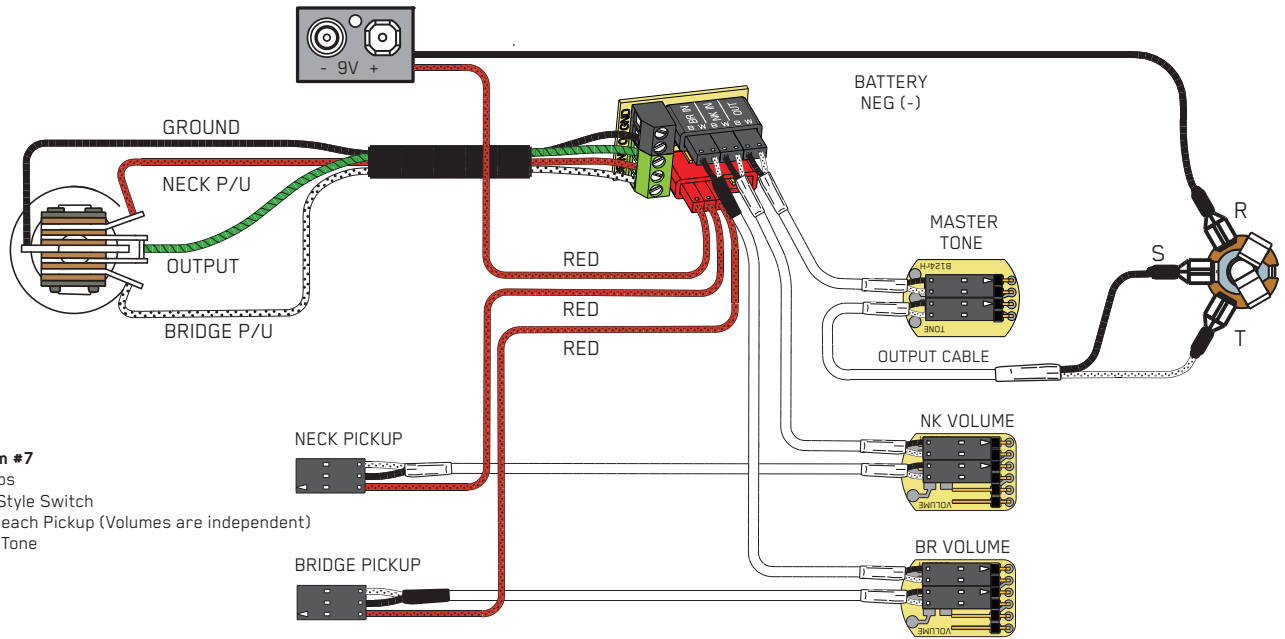 - 9V +
BATTERY
NEG (-)
GROUND
NECK P/U
OUTPUT
BRIDGE P/U
GND
BR IN
NK IN
OUT
B W B W B W
RED
RED
RED
MASTER
TONE
B124rH
TONE
R
S
T
OUTPUT CABLE
NECK PICKUP
NK VOLUME
VOLUME
#7
Style Switch
each Pickup (Volumes are independent)
Tone
BRIDGE PICKUP
BR VOLUME
VOLUME